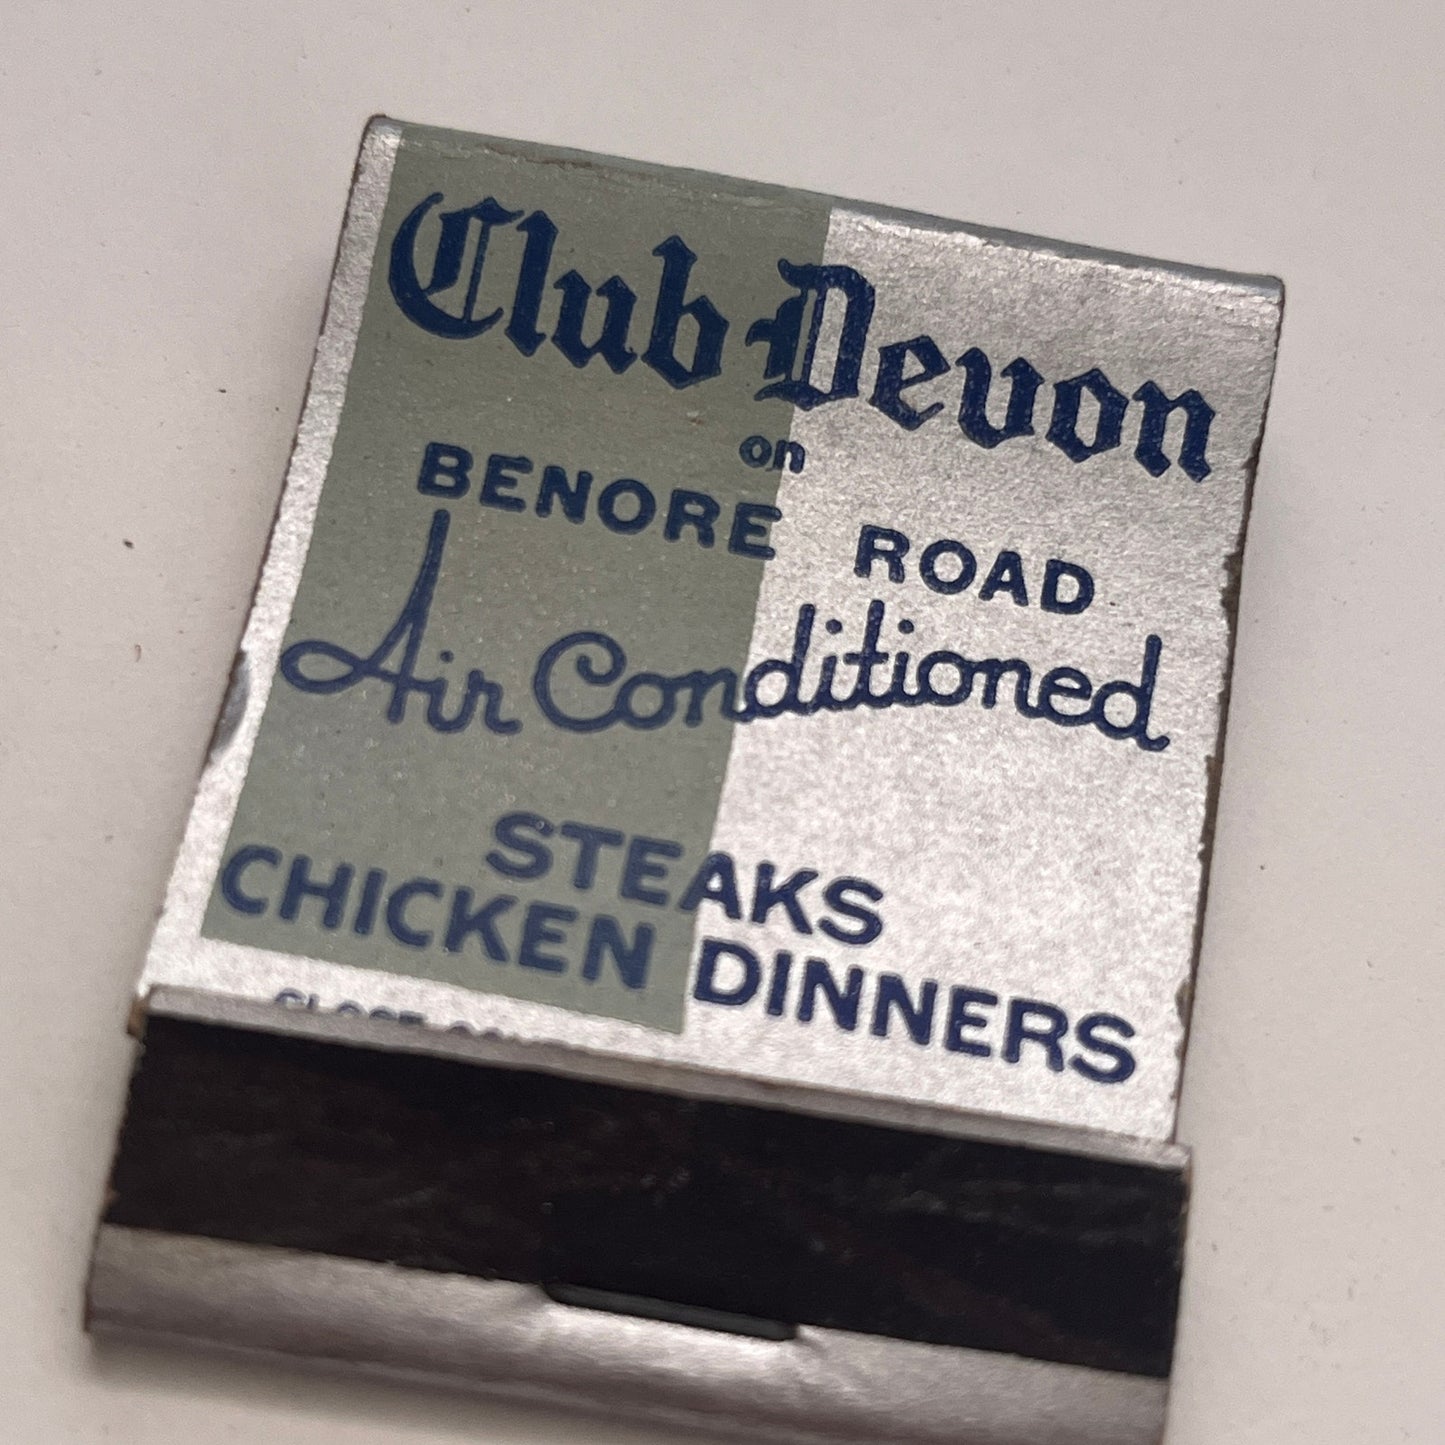 Club Devon
on
BENORE ROAD
Air Conditioned
STEAKS
CHICKEN DINNERS